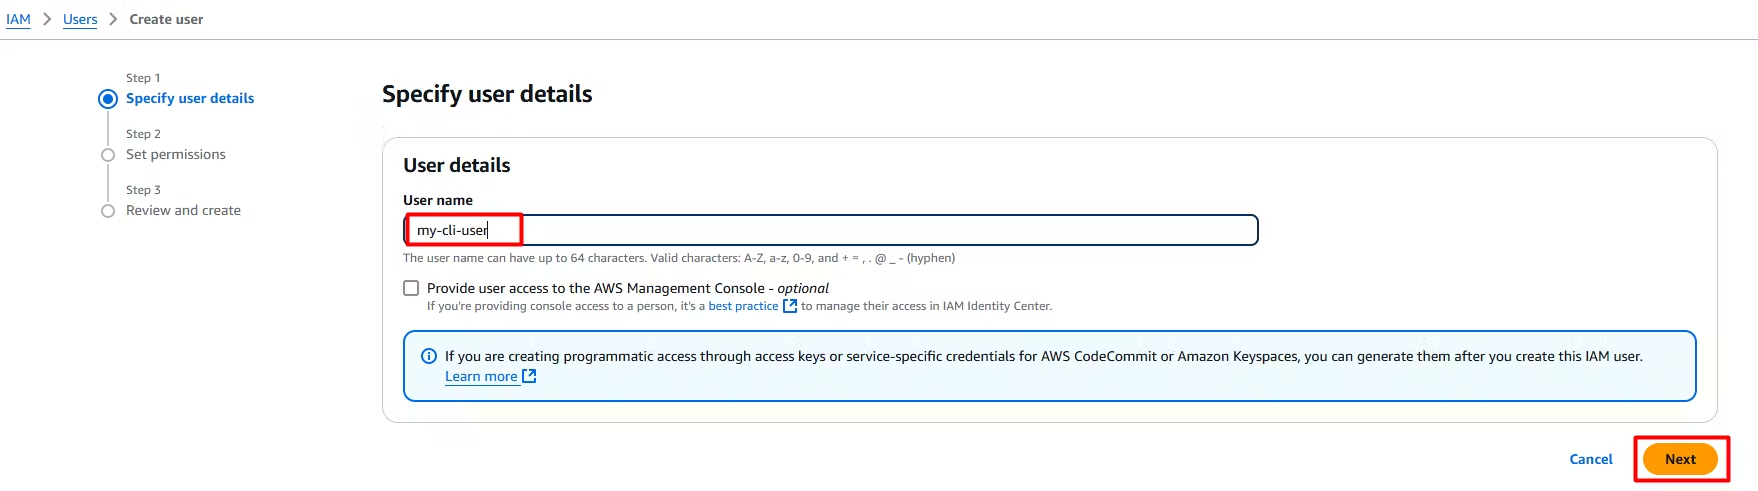 IAM > Users > Create user
Step 1
Specify user details
Step 2
Set permissions
Step 3
Review and create
Specify user details
User details
User name
my-cli-user
The user name can have up to 64 characters. Valid characters: A-Z, a-z, 0-9, and + = , . @ _ - (hyphen)
Provide user access to the AWS Management Console - optional
If you're providing console access to a person, it's a best practice to manage their access in IAM Identity Center.
If you are creating programmatic access through access keys or service-specific credentials for AWS CodeCommit or Amazon Keyspaces, you can generate them after you create this IAM user.
Learn more
Cancel
Next